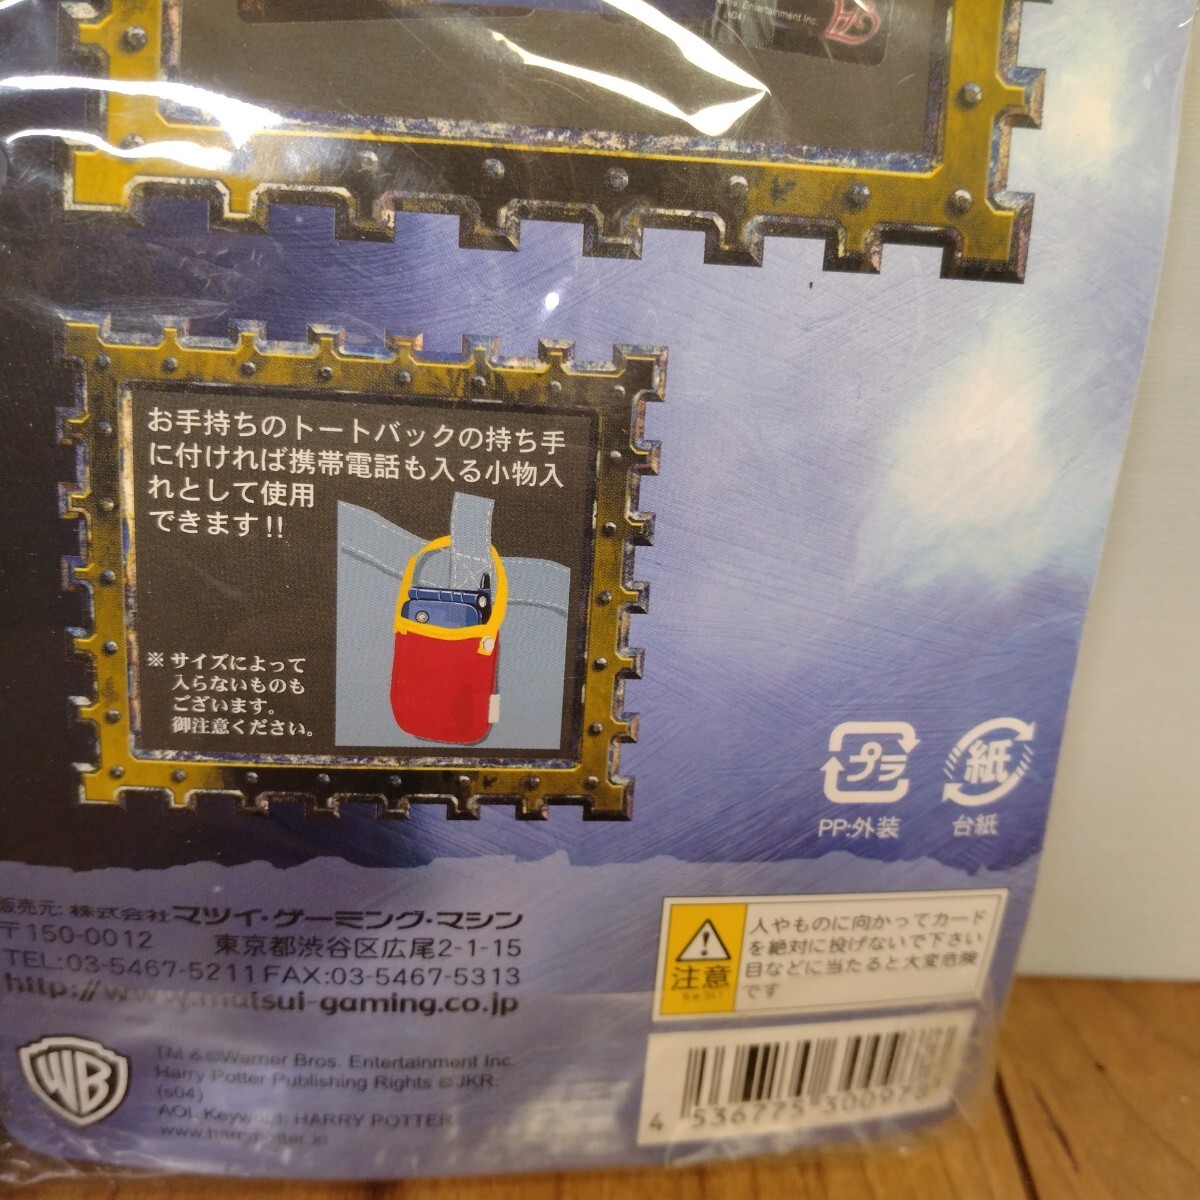 Bros. Entertainment Inc.
(s04)
お手持ちのトートバックの持ち手
に付ければ携帯電話も入る小物入
れとして使用
できます!!
※ サイズによって
入らないものも
ございます。
御注意ください。
プラ
紙
PP:外装
台紙
販売元: 株式会社 マツイ・ゲーミング・マシン
〒150-0012 東京都渋谷区広尾2-1-15
TEL:03-5467-5211 FAX:03-5467-5313
http://www.matsui-gaming.co.jp
注意
ちゅうい
人やものに向かってカード
を絶対に投げないで下さい
目などに当たると大変危険
です
WB
TM & ©Warner Bros. Entertainment Inc.
Harry Potter Publishing Rights © JKR.
(s04)
AOL Keyword: HARRY POTTER
www.harrypotter.jp
4 536775 300973